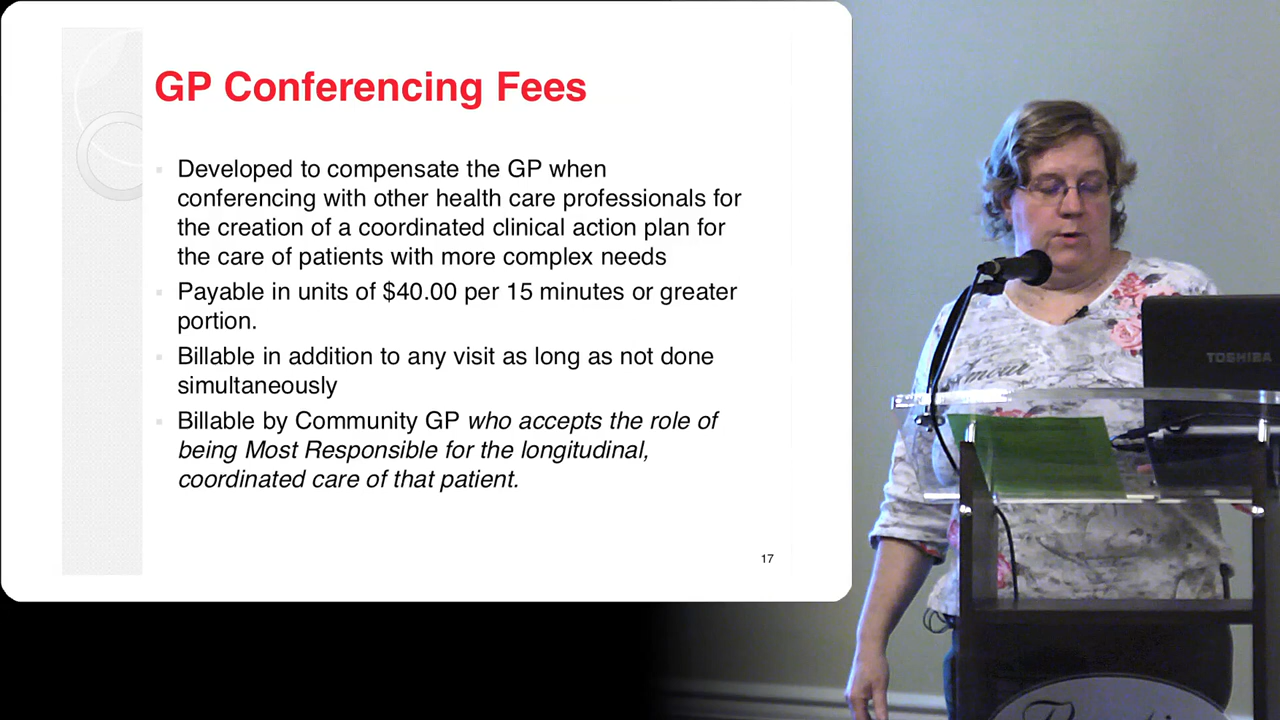 GP Conferencing Fees
Developed to compensate the GP when
conferencing with other health care professionals for
the creation of a coordinated clinical action plan for
the care of patients with more complex needs
Payable in units of $40.00 per 15 minutes or greater
portion.
Billable in addition to any visit as long as not done
simultaneously
Billable by Community GP who accepts the role of
being Most Responsible for the longitudinal,
coordinated care of that patient.
17
TOSHIBA